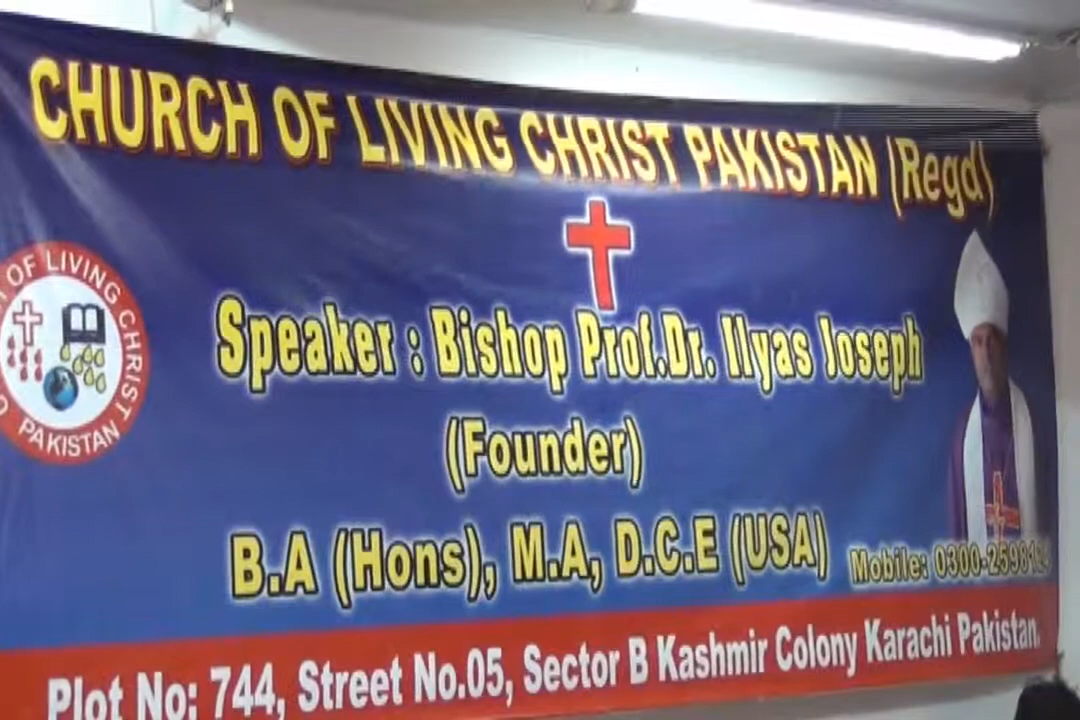 CHURCH OF LIVING CHRIST PAKISTAN (Regd)
OF LIVING CHRIST
PAKISTAN
Speaker : Bishop Prof.Dr. Ilyas Joseph
(Founder)
B.A (Hons), M.A, D.C.E (USA)
Mobile:
Plot No: 744, Street No.05, Sector B Kashmir Colony Karachi Pakistan.